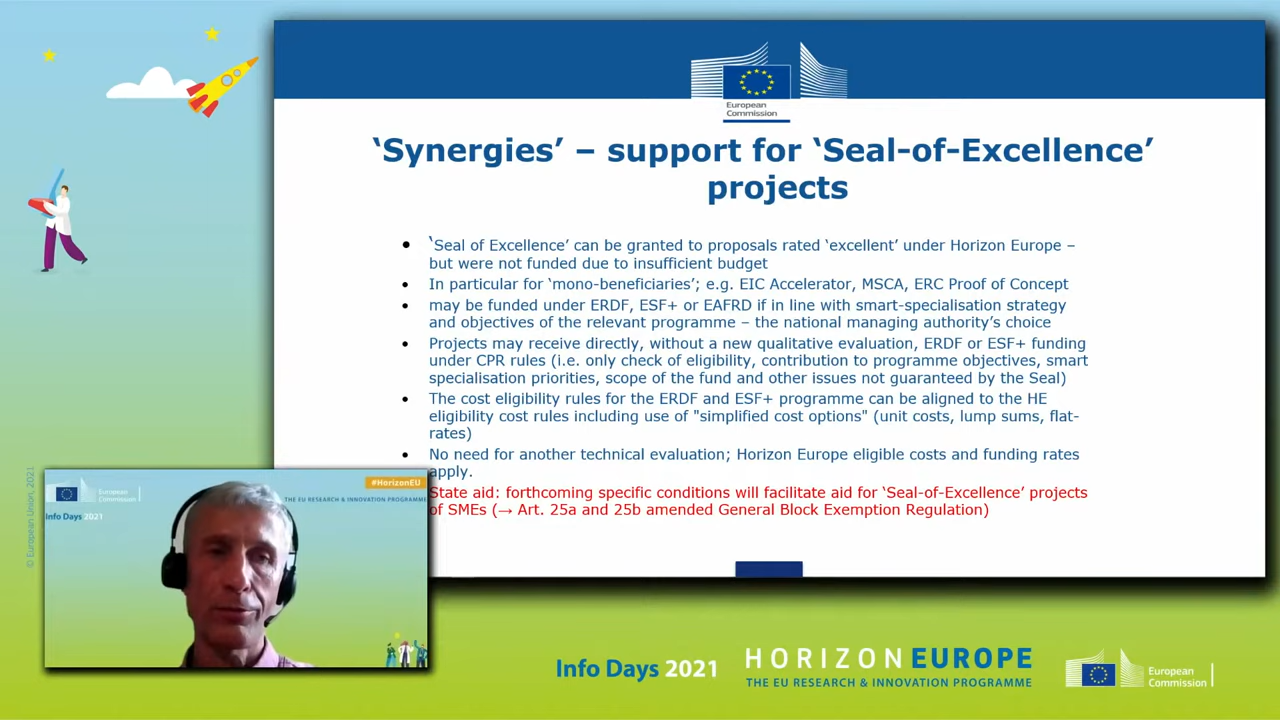 European
Commission
‘Synergies’ – support for ‘Seal-of-Excellence’
projects
‘Seal of Excellence’ can be granted to proposals rated ‘excellent’ under Horizon Europe –
but were not funded due to insufficient budget
In particular for ‘mono-beneficiaries’; e.g. EIC Accelerator, MSCA, ERC Proof of Concept
may be funded under ERDF, ESF+ or EAFRD if in line with smart-specialisation strategy
and objectives of the relevant programme – the national managing authority’s choice
Projects may receive directly, without a new qualitative evaluation, ERDF or ESF+ funding
under CPR rules (i.e. only check of eligibility, contribution to programme objectives, smart
specialisation priorities, scope of the fund and other issues not guaranteed by the Seal)
The cost eligibility rules for the ERDF and ESF+ programme can be aligned to the HE
eligibility cost rules including use of "simplified cost options" (unit costs, lump sums, flat-
rates)
No need for another technical evaluation; Horizon Europe eligible costs and funding rates
apply.
State aid: forthcoming specific conditions will facilitate aid for ‘Seal-of-Excellence’ projects
of SMEs (→ Art. 25a and 25b amended General Block Exemption Regulation)
© European Union, 2021
European
Commission
#HorizonEU
THE EU RESEARCH & INNOVATION PROGRAMME
Info Days 2021
Info Days 2021
HORIZON EUROPE
THE EU RESEARCH & INNOVATION PROGRAMME
European
Commission